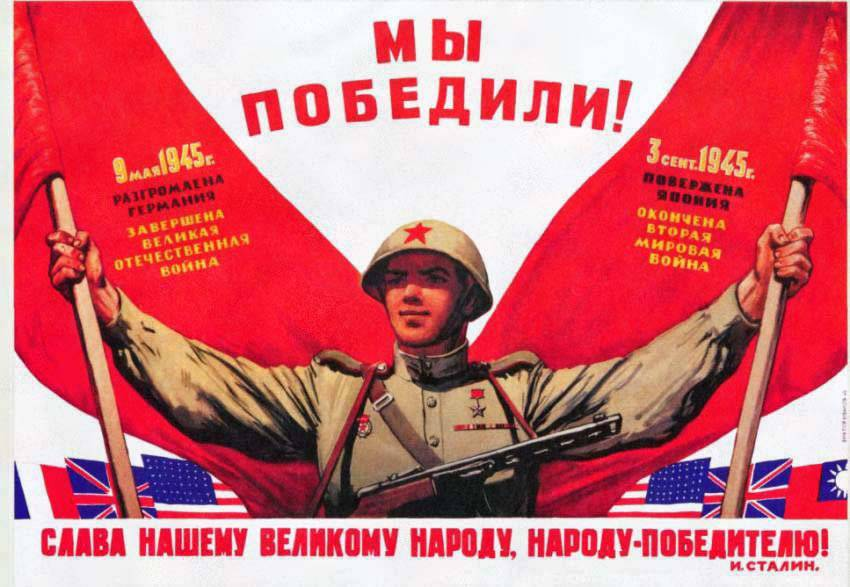 МЫ
ПОБЕДИЛИ!
9 МАЯ 1945 г.
РАЗГРОМЛЕНА
ГЕРМАНИЯ
ЗАВЕРШЕНА
ВЕЛИКАЯ
ОТЕЧЕСТВЕННАЯ
ВОЙНА
3 СЕНТ. 1945 г.
ПОВЕРЖЕНА
ЯПОНИЯ
ОКОНЧЕНА
ВТОРАЯ
МИРОВАЯ
ВОЙНА
СЛАВА НАШЕМУ ВЕЛИКОМУ НАРОДУ, НАРОДУ-ПОБЕДИТЕЛЮ!
И. СТАЛИН.